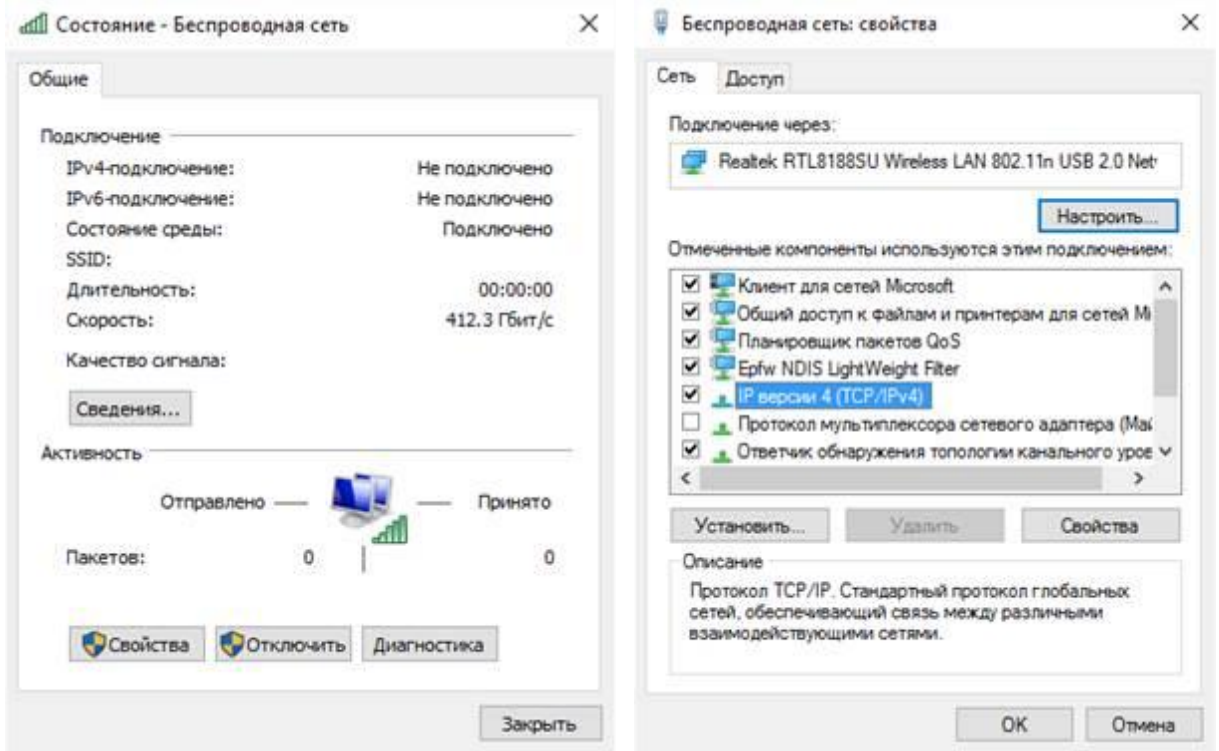 Состояние - Беспроводная сеть
Общие
Подключение
IPv4-подключение: Не подключено
IPv6-подключение: Не подключено
Состояние среды: Подключено
SSID:
Длительность: 00:00:00
Скорость: 412.3 Гбит/с
Качество сигнала:
Сведения...
Активность
Отправлено — — Принято
Пакетов: 0 0
Свойства Отключить Диагностика
Закрыть
Беспроводная сеть: свойства
Сеть Доступ
Подключение через:
Realtek RTL8188SU Wireless LAN 802.11n USB 2.0 Net
Настроить...
Отмеченные компоненты используются этим подключением:
Клиент для сетей Microsoft
Общий доступ к файлам и принтерам для сетей Mi
Планировщик пакетов QoS
Epfw NDIS LightWeight Filter
IP версии 4 (TCP/IPv4)
Протокол мультиплексора сетевого адаптера (Май
Ответчик обнаружения топологии канального уров
Установить... Удалить Свойства
Описание
Протокол TCP/IP. Стандартный протокол глобальных
сетей, обеспечивающий связь между различными
взаимодействующими сетями.
OK Отмена